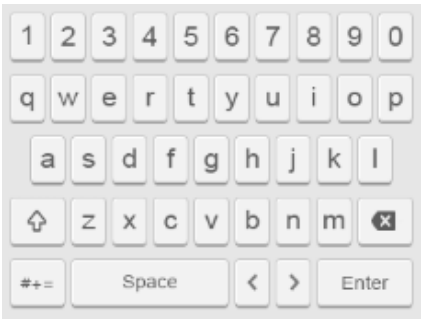 1 2 3 4 5 6 7 8 9 0
q w e r t y u i o p
a s d f g h j k l
z x c v b n m
#+= Space < > Enter